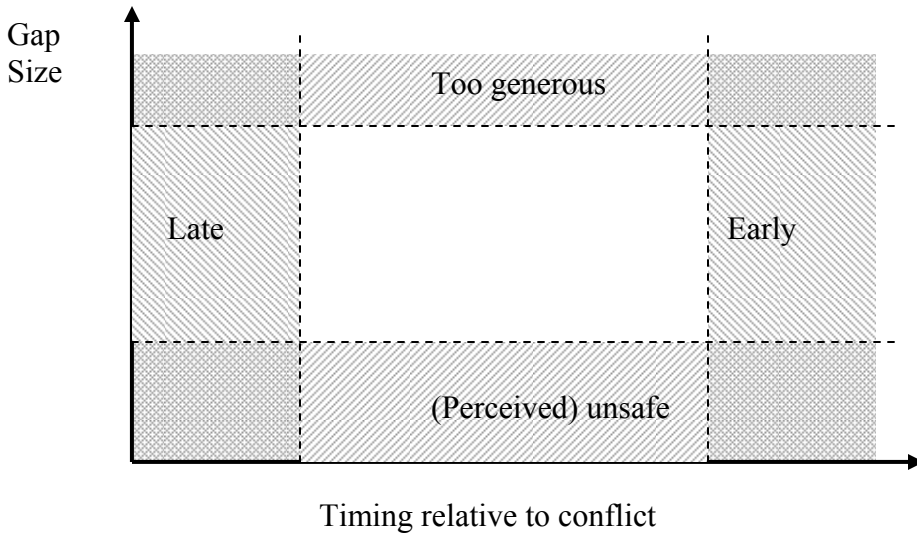 Gap
Size
Too generous
Late
Early
(Perceived) unsafe
Timing relative to conflict